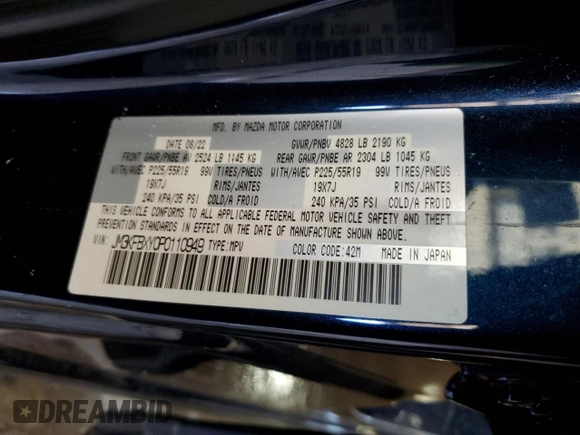 MFD. BY MAZDA MOTOR CORPORATION
DATE 08/22 GVWR/PNBV 4828 LB 2190 KG
FRONT GAWR/PNBE AV 2524 LB 1145 KG REAR GAWR/PNBE AR 2304 LB 1045 KG
WITH/AVEC P225/55R19 99V TIRES/PNEUS WITH/AVEC P225/55R19 99V TIRES/PNEUS
19X7J RIMS/JANTES 19X7J RIMS/JANTES
240 KPA/35 PSI COLD/A FROID 240 KPA/35 PSI COLD/A FROID
THIS VEHICLE CONFORMS TO ALL APPLICABLE FEDERAL MOTOR VEHICLE SAFETY AND THEFT
PREVENTION STANDARDS IN EFFECT ON THE DATE OF MANUFACTURE SHOWN ABOVE.
VIN: JM3KFBXY0P0110949 TYPE:MPV COLOR CODE:42M MADE IN JAPAN
DREAMBID